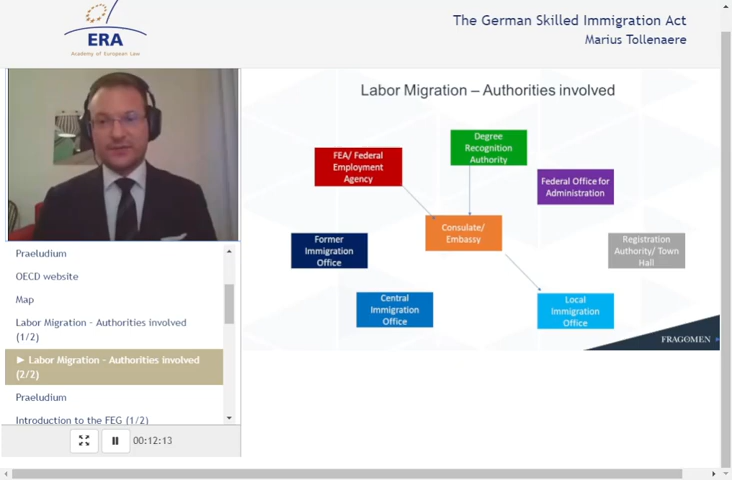 ERA
Academy of European Law
The German Skilled Immigration Act
Marius Tollenaere
Labor Migration – Authorities involved
FEA/ Federal
Employment
Agency
Degree
Recognition
Authority
Federal Office for
Administration
Consulate/
Embassy
Former
Immigration
Office
Registration
Authority/ Town
Hall
Central
Immigration
Office
Local
Immigration
Office
FRAGOMEN
Praeludium
OECD website
Map
Labor Migration – Authorities involved
(1/2)
► Labor Migration – Authorities involved
(2/2)
Praeludium
Introduction to the FEG (1/2)
00:12:13